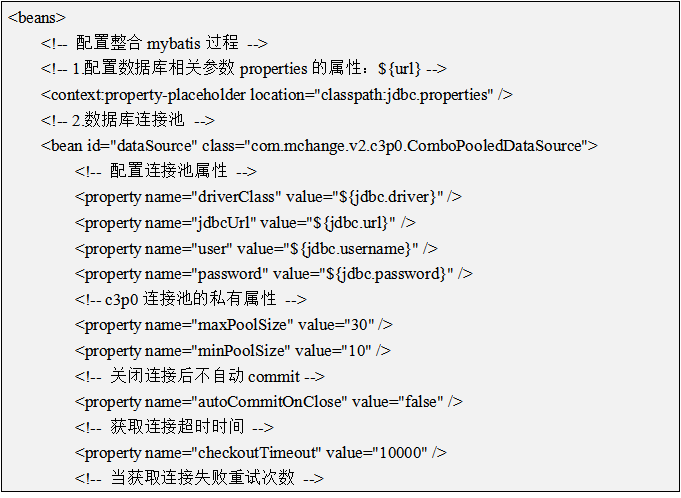 <beans>
<!-- 配置整合 mybatis 过程 -->
<!-- 1.配置数据库相关参数 properties 的属性：${url} -->
<context:property-placeholder location="classpath:jdbc.properties" />
<!-- 2.数据库连接池 -->
<bean id="dataSource" class="com.mchange.v2.c3p0.ComboPooledDataSource">
<!-- 配置连接池属性 -->
<property name="driverClass" value="${jdbc.driver}" />
<property name="jdbcUrl" value="${jdbc.url}" />
<property name="user" value="${jdbc.username}" />
<property name="password" value="${jdbc.password}" />
<!-- c3p0 连接池的私有属性 -->
<property name="maxPoolSize" value="30" />
<property name="minPoolSize" value="10" />
<!-- 关闭连接后不自动 commit -->
<property name="autoCommitOnClose" value="false" />
<!-- 获取连接超时时间 -->
<property name="checkoutTimeout" value="10000" />
<!-- 当获取连接失败重试次数 -->